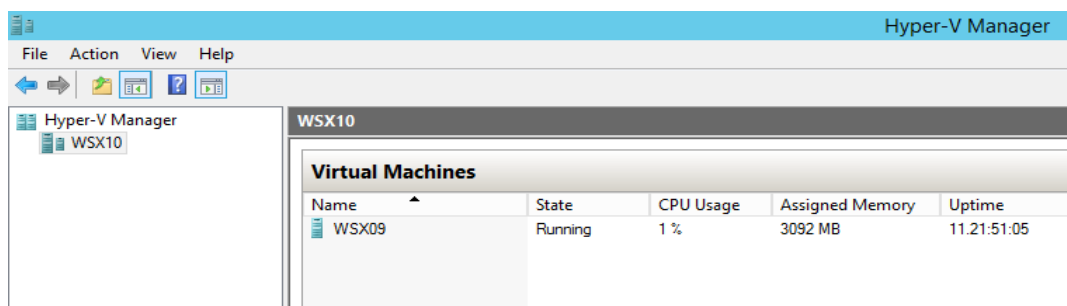 Hyper-V Manager
File Action View Help
Hyper-V Manager
WSX10
WSX10
Virtual Machines
Name State CPU Usage Assigned Memory Uptime
WSX09 Running 1 % 3092 MB 11.21:51:05